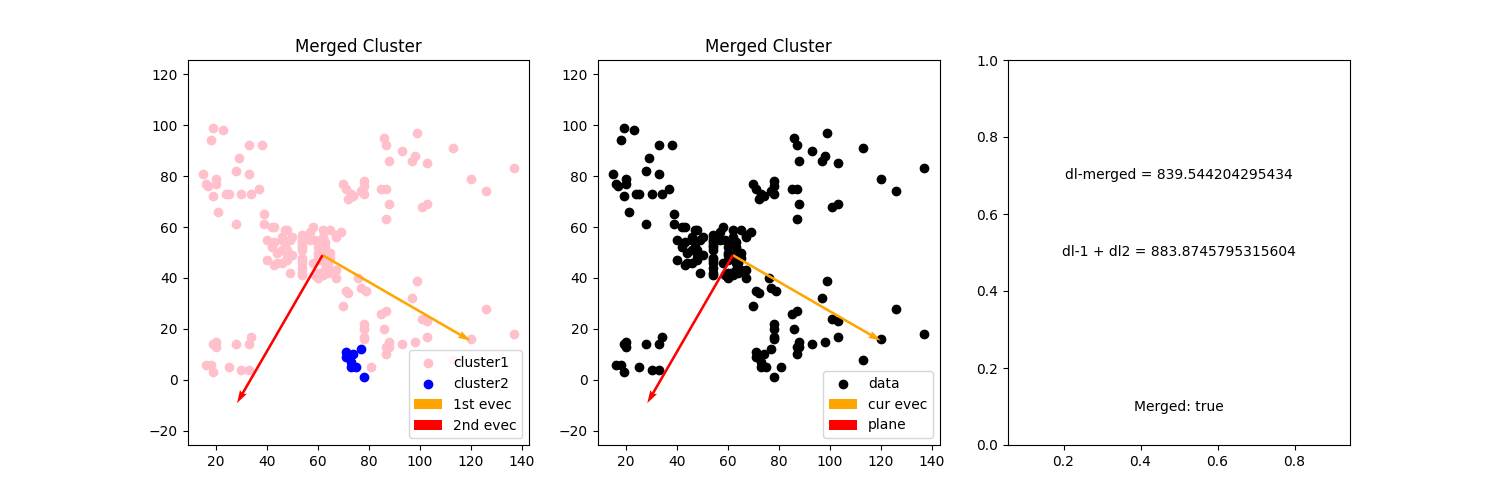 Merged Cluster
120
100
80
60
40
20
0
−20
20 40 60 80 100 120 140
cluster1
cluster2
1st evec
2nd evec
Merged Cluster
120
100
80
60
40
20
0
−20
20 40 60 80 100 120 140
data
cur evec
plane
1.0
0.8
0.6
0.4
0.2
0.0
0.2 0.4 0.6 0.8
dl-merged = 839.544204295434
dl-1 + dl2 = 883.8745795315604
Merged: true